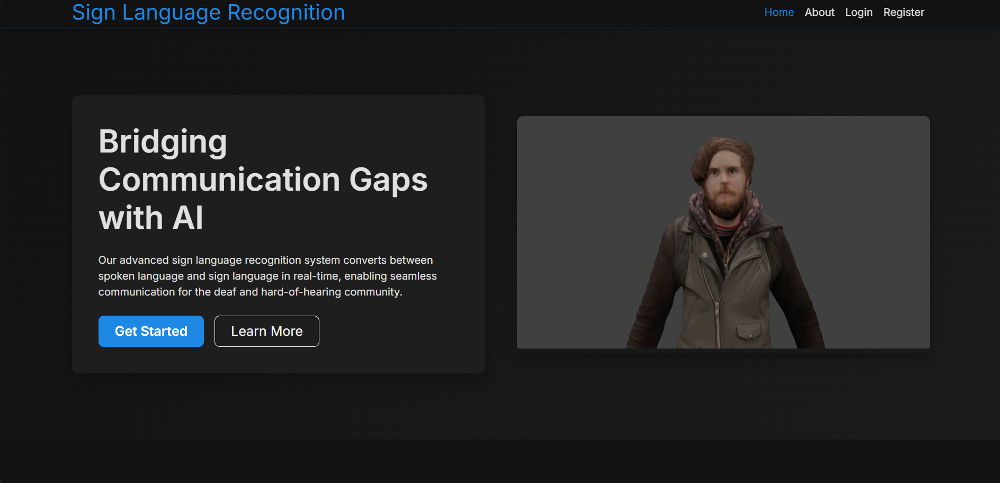 Sign Language Recognition
Home About Login Register
Bridging
Communication Gaps
with AI
Our advanced sign language recognition system converts between
spoken language and sign language in real-time, enabling seamless
communication for the deaf and hard-of-hearing community.
Get Started Learn More